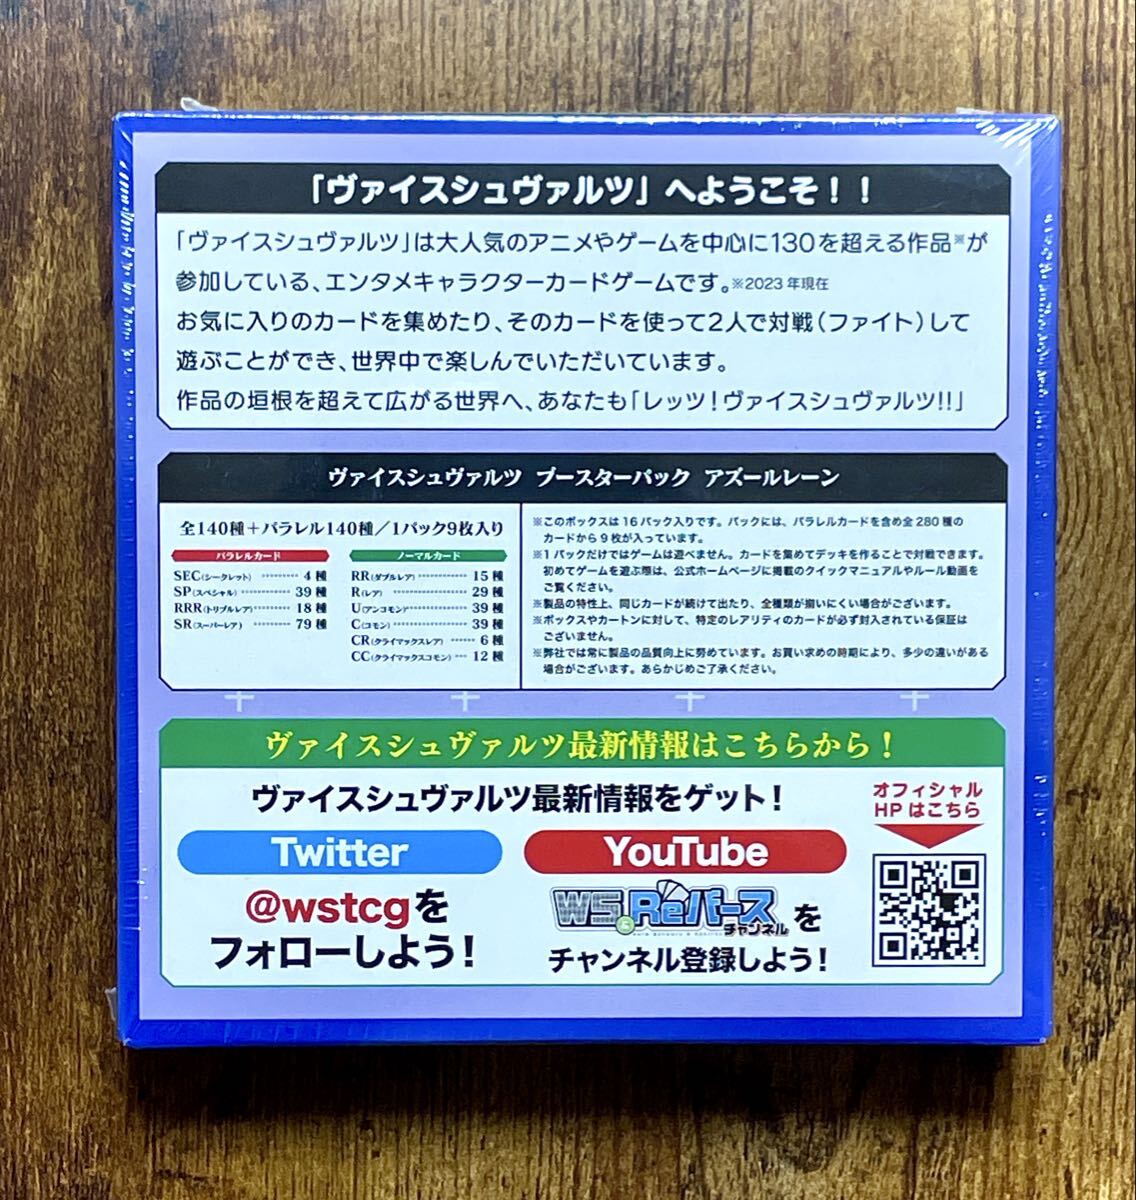 「ヴァイスシュヴァルツ」へようこそ！！
「ヴァイスシュヴァルツ」は大人気のアニメやゲームを中心に130を超える作品※が
参加している、エンタメキャラクターカードゲームです。※2023年現在
お気に入りのカードを集めたり、そのカードを使って2人で対戦（ファイト）して
遊ぶことができ、世界中で楽しんでいただいています。
作品の垣根を超えて広がる世界へ、あなたも「レッツ！ヴァイスシュヴァルツ!!」
ヴァイスシュヴァルツ ブースターパック アズールレーン
全140種＋パラレル140種／1パック9枚入り
パラレルカード
SEC(シークレット) ………… 4種
SP(スペシャル) ………… 39種
RRR(トリプルレア) ………… 18種
SR(スーパーレア) ………… 79種
ノーマルカード
RR(ダブルレア) ………… 15種
R(レア) ………… 29種
U(アンコモン) ………… 39種
C(コモン) ………… 39種
CR(クライマックスレア) …… 6種
CC(クライマックスコモン) … 12種
※このボックスは16パック入りです。パックには、パラレルカードを含め全280種の
カードから9枚が入っています。
※1パックだけではゲームは遊べません。カードを集めてデッキを作ることで対戦できます。
初めてゲームを遊ぶ際は、公式ホームページに掲載のクイックマニュアルやルール動画を
ご覧ください。
※製品の特性上、同じカードが続けて出たり、全種類が揃いにくい場合がございます。
※ボックスやカートンに対して、特定のレアリティのカードが必ず封入されている保証は
ございません。
※弊社では常に製品の品質向上に努めています。お買い求めの時期により、多少の違いがある
場合がございます。あらかじめご了承ください。
ヴァイスシュヴァルツ最新情報はこちらから！
ヴァイスシュヴァルツ最新情報をゲット！
Twitter
@wstcgを
フォローしよう！
YouTube
WS&Reバース
チャンネル
を
チャンネル登録しよう！
オフィシャル
HPはこちら